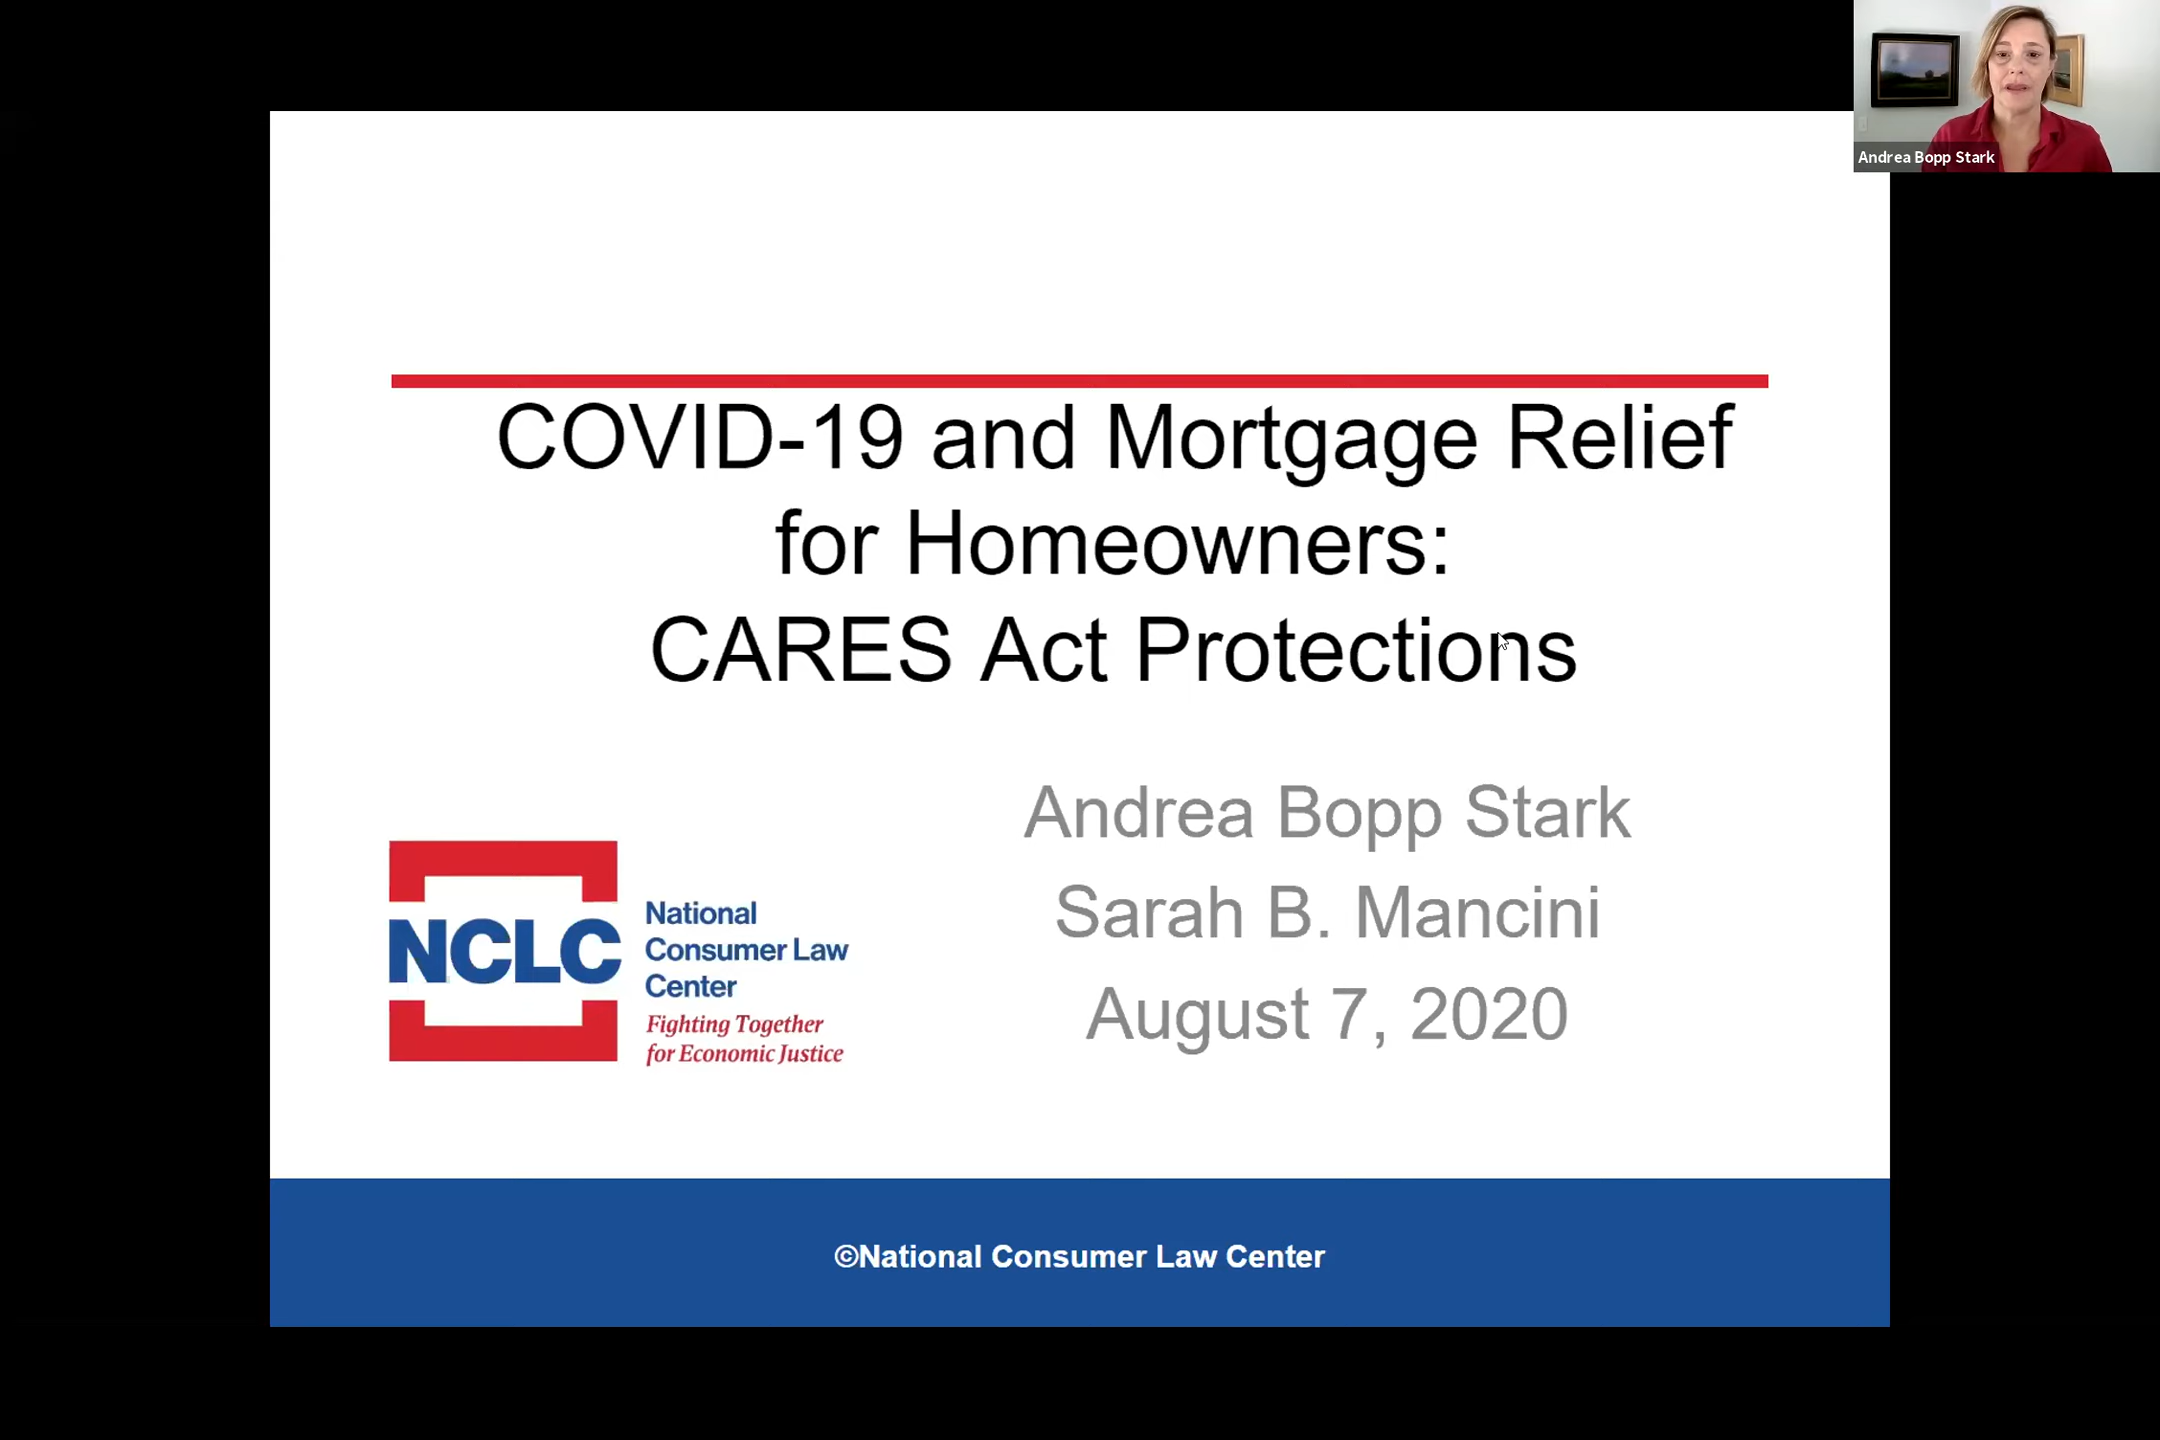 Andrea Bopp Stark
COVID-19 and Mortgage Relief
for Homeowners:
CARES Act Protections
Andrea Bopp Stark
Sarah B. Mancini
August 7, 2020
NCLC
National
Consumer Law
Center
Fighting Together
for Economic Justice
©National Consumer Law Center